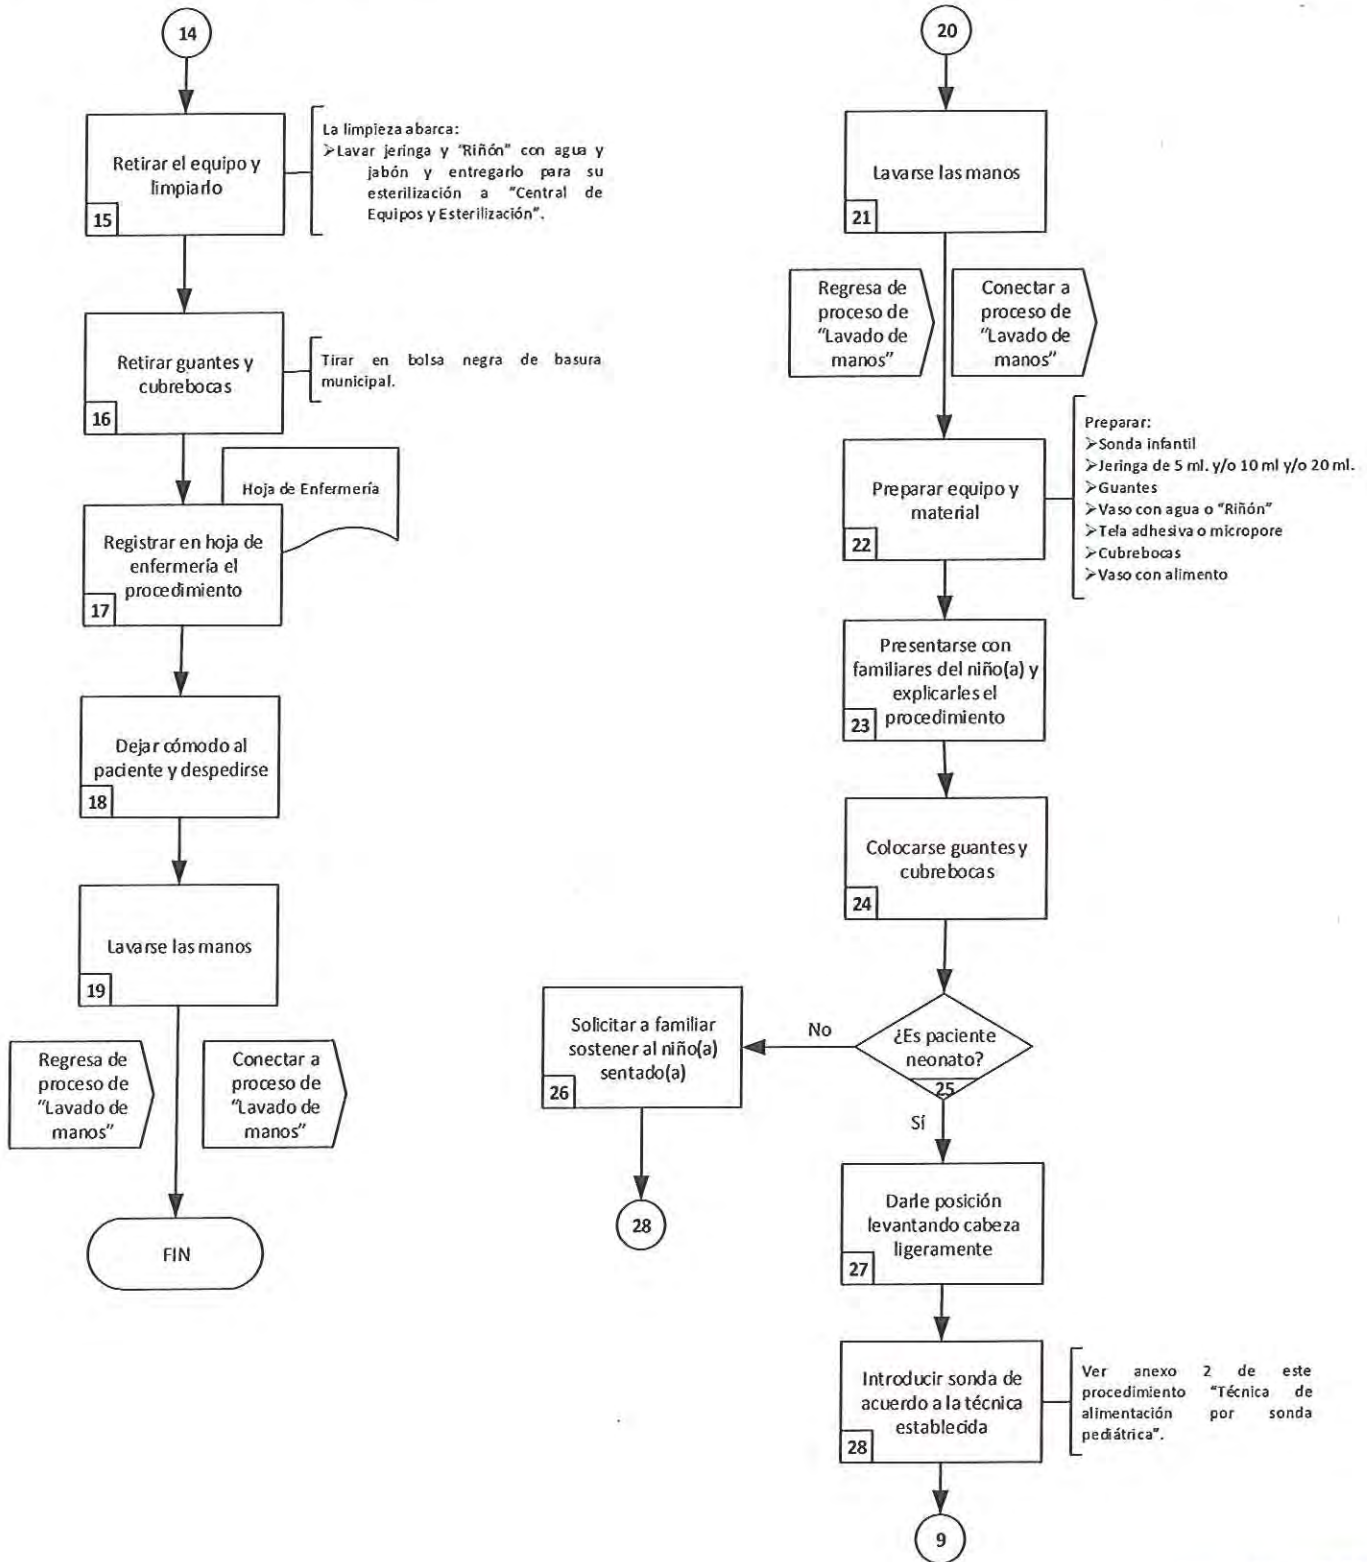 14
Retirar el equipo y
limpiarlo
15
La limpieza abarca:
➢Lavar jeringa y "Riñón" con agua y
jabón y entregarlo para su
esterilización a "Central de
Equipos y Esterilización".
Retirar guantes y
cubrebocas
16
Tirar en bolsa negra de basura
municipal.
Hoja de Enfermería
Registrar en hoja de
enfermería el
procedimiento
17
Dejar cómodo al
paciente y despedirse
18
Lavarse las manos
19
Regresa de
proceso de
"Lavado de
manos"
Conectar a
proceso de
"Lavado de
manos"
FIN
20
Lavarse las manos
21
Regresa de
proceso de
"Lavado de
manos"
Conectar a
proceso de
"Lavado de
manos"
Preparar equipo y
material
22
Preparar:
➢Sonda infantil
➢Jeringa de 5 ml. y/o 10 ml y/o 20 ml.
➢Guantes
➢Vaso con agua o "Riñón"
➢Tela adhesiva o micropore
➢Cubrebocas
➢Vaso con alimento
Presentarse con
familiares del niño(a) y
explicarles el
procedimiento
23
Colocarse guantes y
cubrebocas
24
¿Es paciente
neonato?
25
No
Solicitar a familiar
sostener al niño(a)
sentado(a)
26
28
Sí
Darle posición
levantando cabeza
ligeramente
27
Introducir sonda de
acuerdo a la técnica
establecida
28
Ver anexo 2 de este
procedimiento "Técnica de
alimentación por sonda
pediátrica".
9